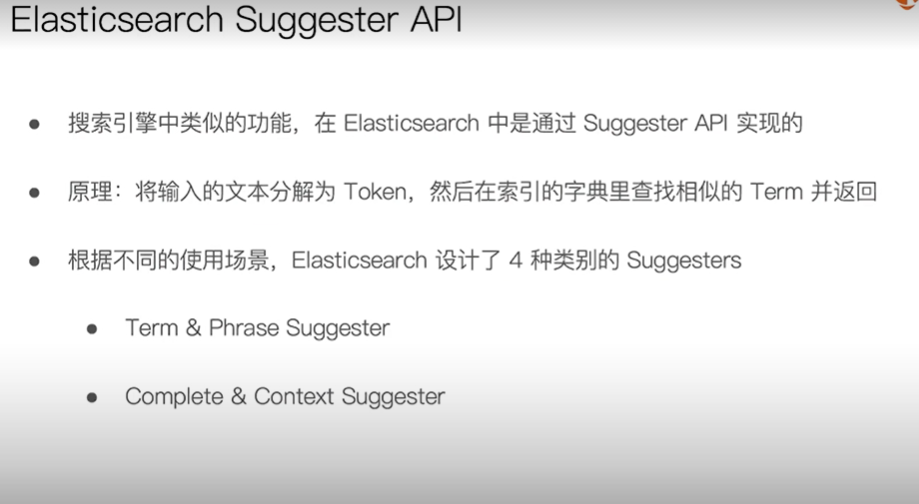 Elasticsearch Suggester API
● 搜索引擎中类似的功能，在 Elasticsearch 中是通过 Suggester API 实现的
● 原理：将输入的文本分解为 Token，然后在索引的字典里查找相似的 Term 并返回
● 根据不同的使用场景，Elasticsearch 设计了 4 种类别的 Suggesters
● Term & Phrase Suggester
● Complete & Context Suggester